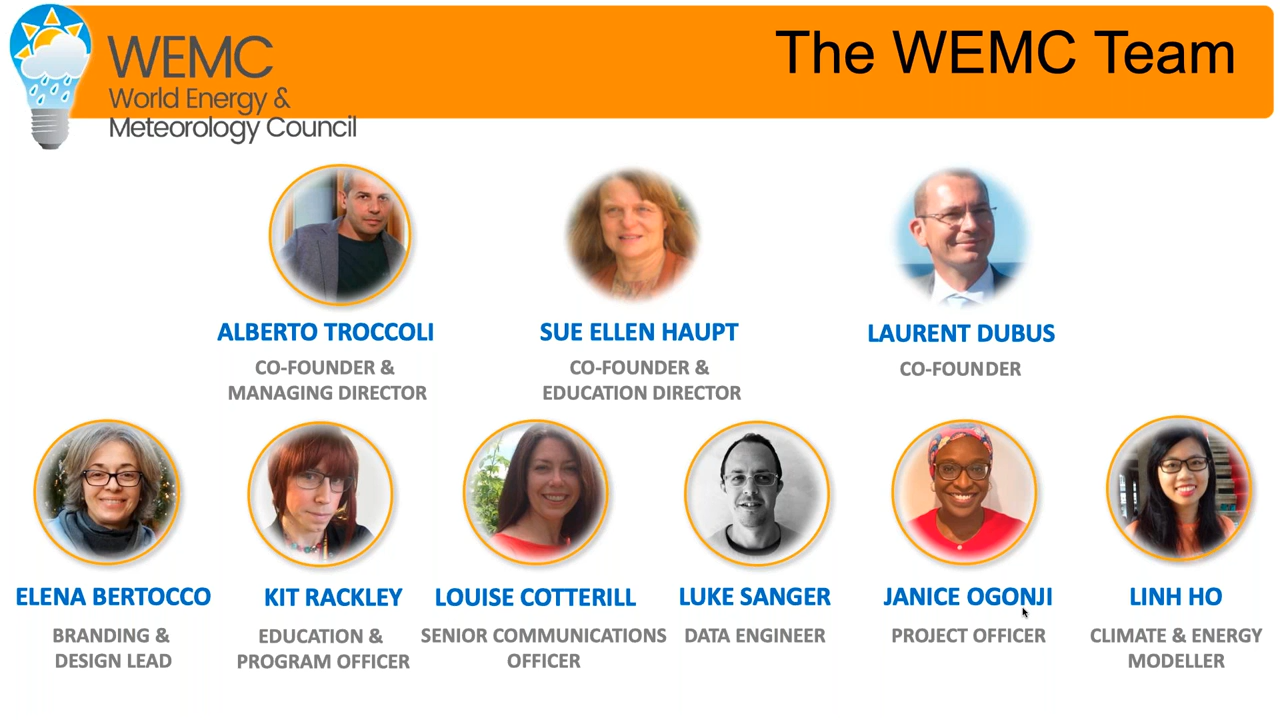 WEMC
World Energy &
Meteorology Council
The WEMC Team
ALBERTO TROCCOLI
CO-FOUNDER &
MANAGING DIRECTOR
SUE ELLEN HAUPT
CO-FOUNDER &
EDUCATION DIRECTOR
LAURENT DUBUS
CO-FOUNDER
ELENA BERTOCCO
BRANDING &
DESIGN LEAD
KIT RACKLEY
EDUCATION &
PROGRAM OFFICER
LOUISE COTTERILL
SENIOR COMMUNICATIONS
OFFICER
LUKE SANGER
DATA ENGINEER
JANICE OGONJI
PROJECT OFFICER
LINH HO
CLIMATE & ENERGY
MODELLER